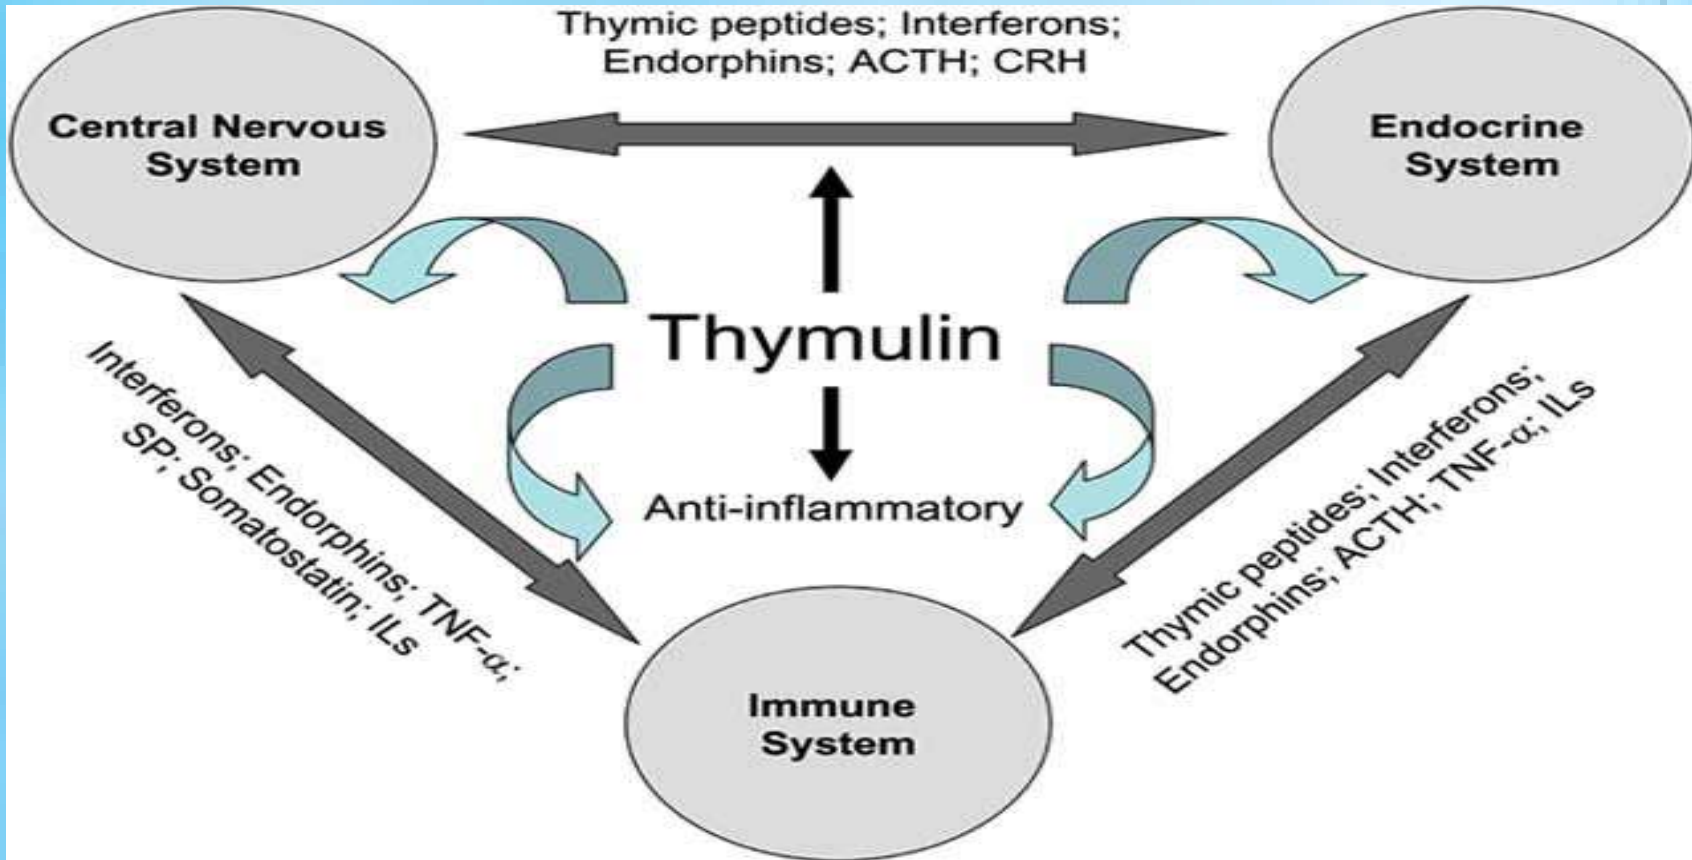 Thymic peptides; Interferons;
Endorphins; ACTH; CRH
Central Nervous
System
Endocrine
System
Thymulin
Interferons; Endorphins; TNF-α;
SP; Somatostatin; ILs
Thymic peptides; Interferons;
Endorphins; ACTH; TNF-α; ILs
Anti-inflammatory
Immune
System